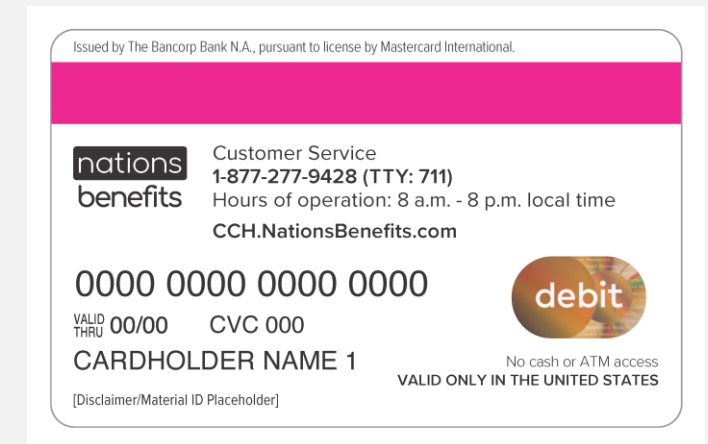 Issued by The Bancorp Bank N.A., pursuant to license by Mastercard International.
nations
benefits
Customer Service
1-877-277-9428 (TTY: 711)
Hours of operation: 8 a.m. - 8 p.m. local time
CCH.NationsBenefits.com
0000 0000 0000 0000
VALID THRU 00/00 CVC 000
CARDHOLDER NAME 1
[Disclaimer/Material ID Placeholder]
debit
No cash or ATM access
VALID ONLY IN THE UNITED STATES